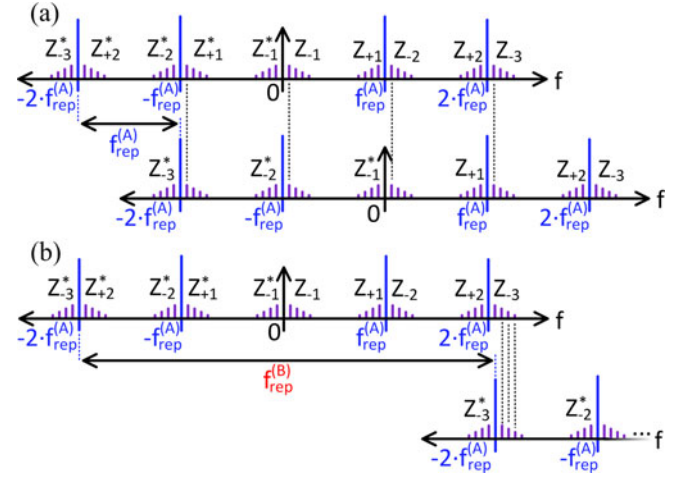 (a)
Z*-3 Z*+2 Z*-2 Z*+1 Z*-1 Z-1 Z+1 Z-2 Z+2 Z-3
f
-2·f(A)rep -f(A)rep 0 f(A)rep 2·f(A)rep
f(A)rep
Z*-3 Z*-2 Z*-1 Z+1 Z+2 Z-3
f
-2·f(A)rep -f(A)rep 0 f(A)rep 2·f(A)rep
(b)
Z*-3 Z*+2 Z*-2 Z*+1 Z*-1 Z-1 Z+1 Z-2 Z+2 Z-3
f
-2·f(A)rep -f(A)rep 0 f(A)rep 2·f(A)rep
f(B)rep
Z*-3 Z*-2
... f
-2·f(A)rep -f(A)rep